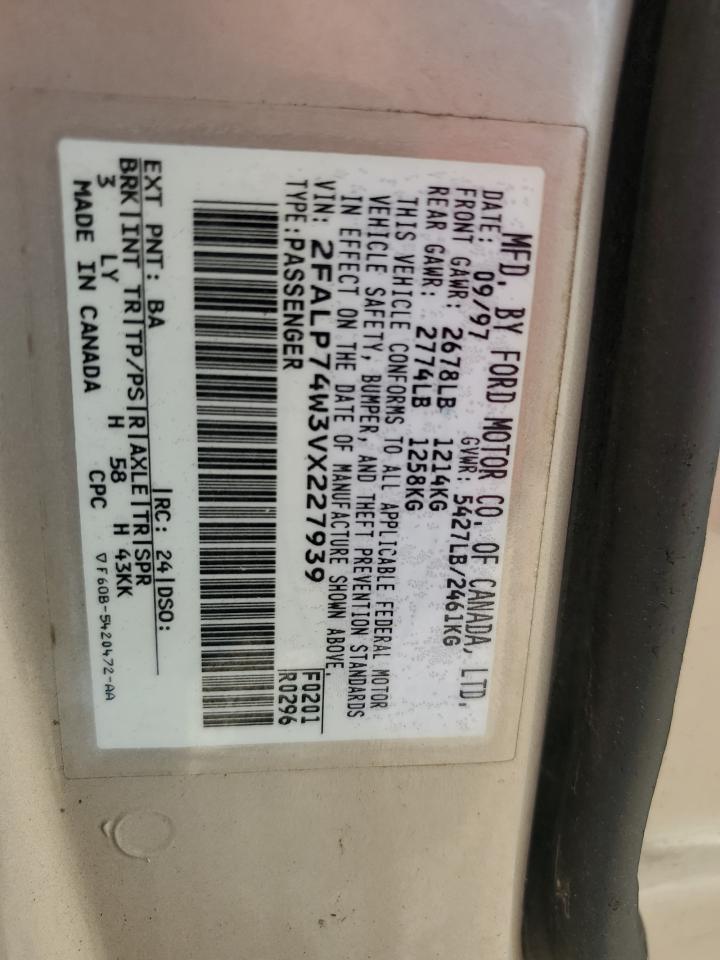 MFD. BY FORD MOTOR CO. OF CANADA, LTD.
DATE: 09/97 GVWR: 5427LB/2461KG
FRONT GAWR: 2678LB 1214KG
REAR GAWR: 2774LB 1258KG
THIS VEHICLE CONFORMS TO ALL APPLICABLE FEDERAL MOTOR
VEHICLE SAFETY, BUMPER, AND THEFT PREVENTION STANDARDS
IN EFFECT ON THE DATE OF MANUFACTURE SHOWN ABOVE.
VIN: 2FALP74W3VX227939 F0201
TYPE: PASSENGER R0296
EXT PNT: BA RC: 24 DSO:
BRK INT TR TP/PS R AXLE TR SPR
3 LY H 58 H 43KK
MADE IN CANADA CPC ▽F60B-5420472-AA